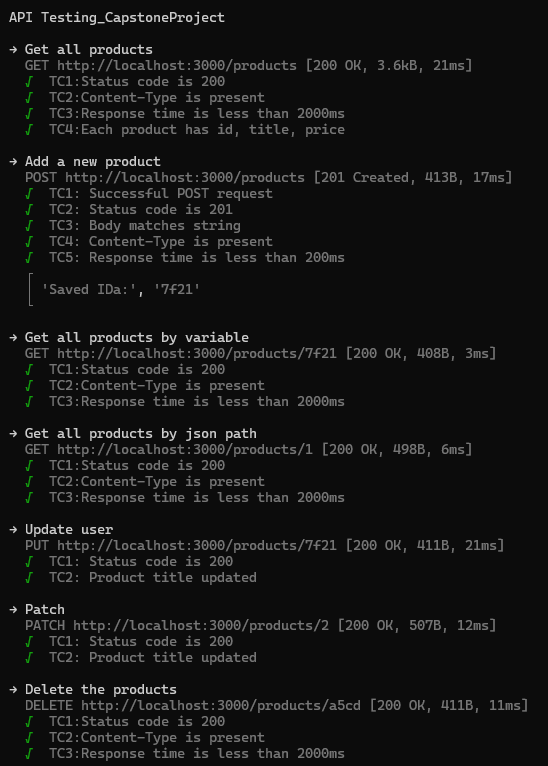 API Testing_CapstoneProject
→ Get all products
GET http://localhost:3000/products [200 OK, 3.6kB, 21ms]
√ TC1:Status code is 200
√ TC2:Content-Type is present
√ TC3:Response time is less than 2000ms
√ TC4:Each product has id, title, price
→ Add a new product
POST http://localhost:3000/products [201 Created, 413B, 17ms]
√ TC1: Successful POST request
√ TC2: Status code is 201
√ TC3: Body matches string
√ TC4: Content-Type is present
√ TC5: Response time is less than 200ms
'Saved IDa:', '7f21'
→ Get all products by variable
GET http://localhost:3000/products/7f21 [200 OK, 408B, 3ms]
√ TC1:Status code is 200
√ TC2:Content-Type is present
√ TC3:Response time is less than 2000ms
→ Get all products by json path
GET http://localhost:3000/products/1 [200 OK, 498B, 6ms]
√ TC1:Status code is 200
√ TC2:Content-Type is present
√ TC3:Response time is less than 2000ms
→ Update user
PUT http://localhost:3000/products/7f21 [200 OK, 411B, 21ms]
√ TC1: Status code is 200
√ TC2: Product title updated
→ Patch
PATCH http://localhost:3000/products/2 [200 OK, 507B, 12ms]
√ TC1: Status code is 200
√ TC2: Product title updated
→ Delete the products
DELETE http://localhost:3000/products/a5cd [200 OK, 411B, 11ms]
√ TC1:Status code is 200
√ TC2:Content-Type is present
√ TC3:Response time is less than 2000ms